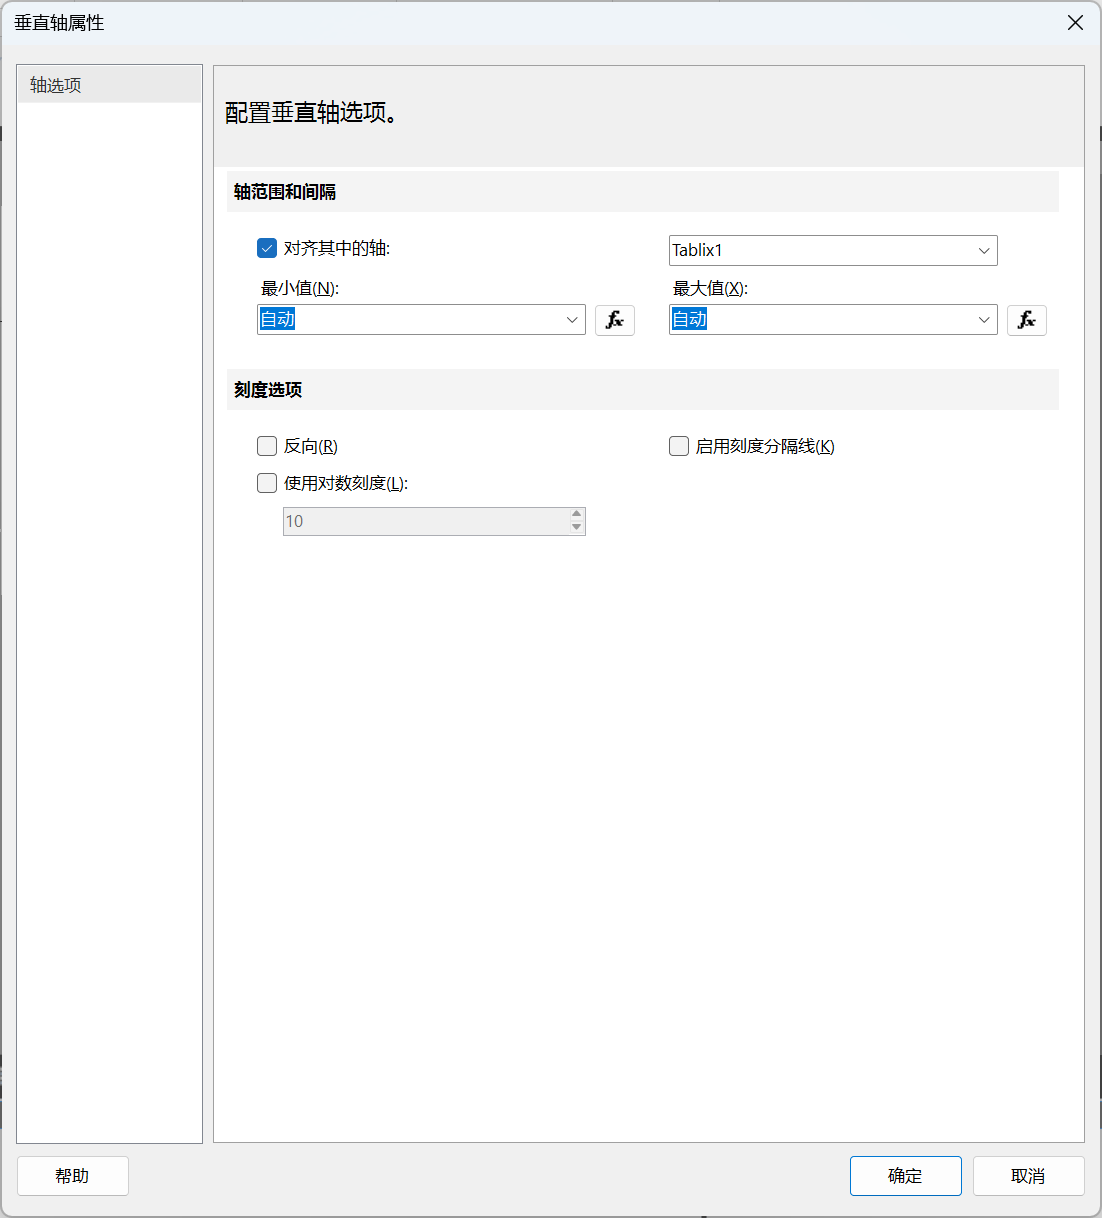 垂直轴属性
轴选项
配置垂直轴选项。
轴范围和间隔
对齐其中的轴:
Tablix1
最小值(N):
最大值(X):
自动
fx
自动
fx
刻度选项
反向(R)
启用刻度分隔线(K)
使用对数刻度(L):
10
帮助
确定
取消